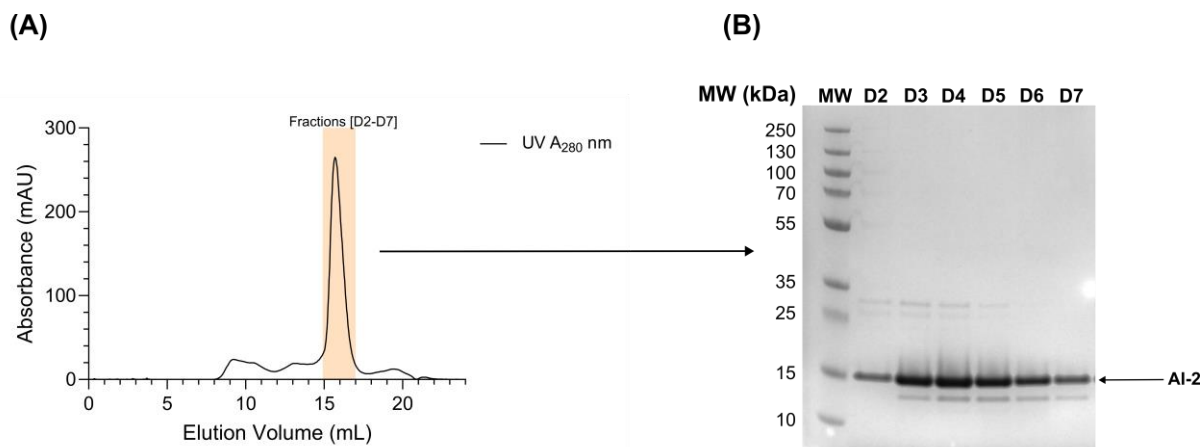 (A)
Fractions [D2-D7]
UV A280 nm
300
200
100
0
Absorbance (mAU)
0 5 10 15 20
Elution Volume (mL)
(B)
MW (kDa) MW D2 D3 D4 D5 D6 D7
250
130
100
70
55
35
25
15
10
AI-2